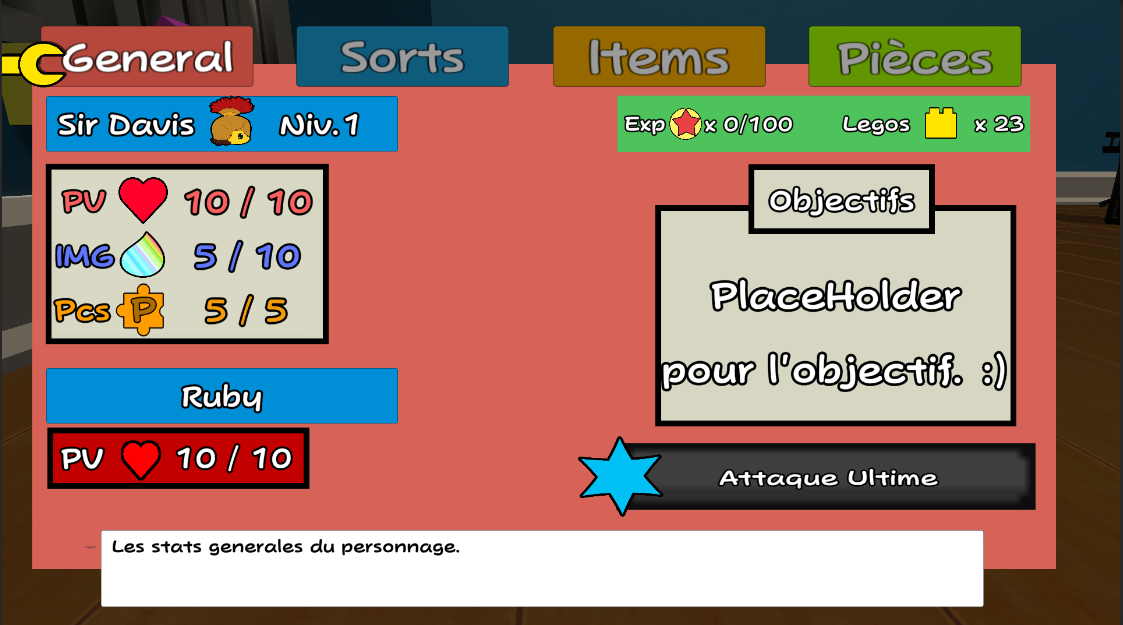 General Sorts Items Pièces
Sir Davis Niv.1
Exp x 0/100 Legos x 23
PV 10 / 10
IMG 5 / 10
Pcs P 5 / 5
Objectifs
PlaceHolder
pour l'objectif. :)
Ruby
PV 10 / 10
Attaque Ultime
Les stats generales du personnage.